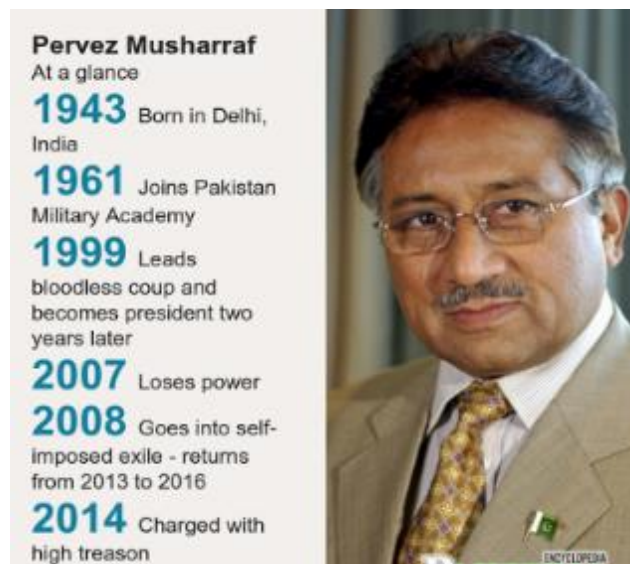 Pervez Musharraf
At a glance
1943 Born in Delhi,
India
1961 Joins Pakistan
Military Academy
1999 Leads
bloodless coup and
becomes president two
years later
2007 Loses power
2008 Goes into self-
imposed exile - returns
from 2013 to 2016
2014 Charged with
high treason
ENCYCLOPEDIA